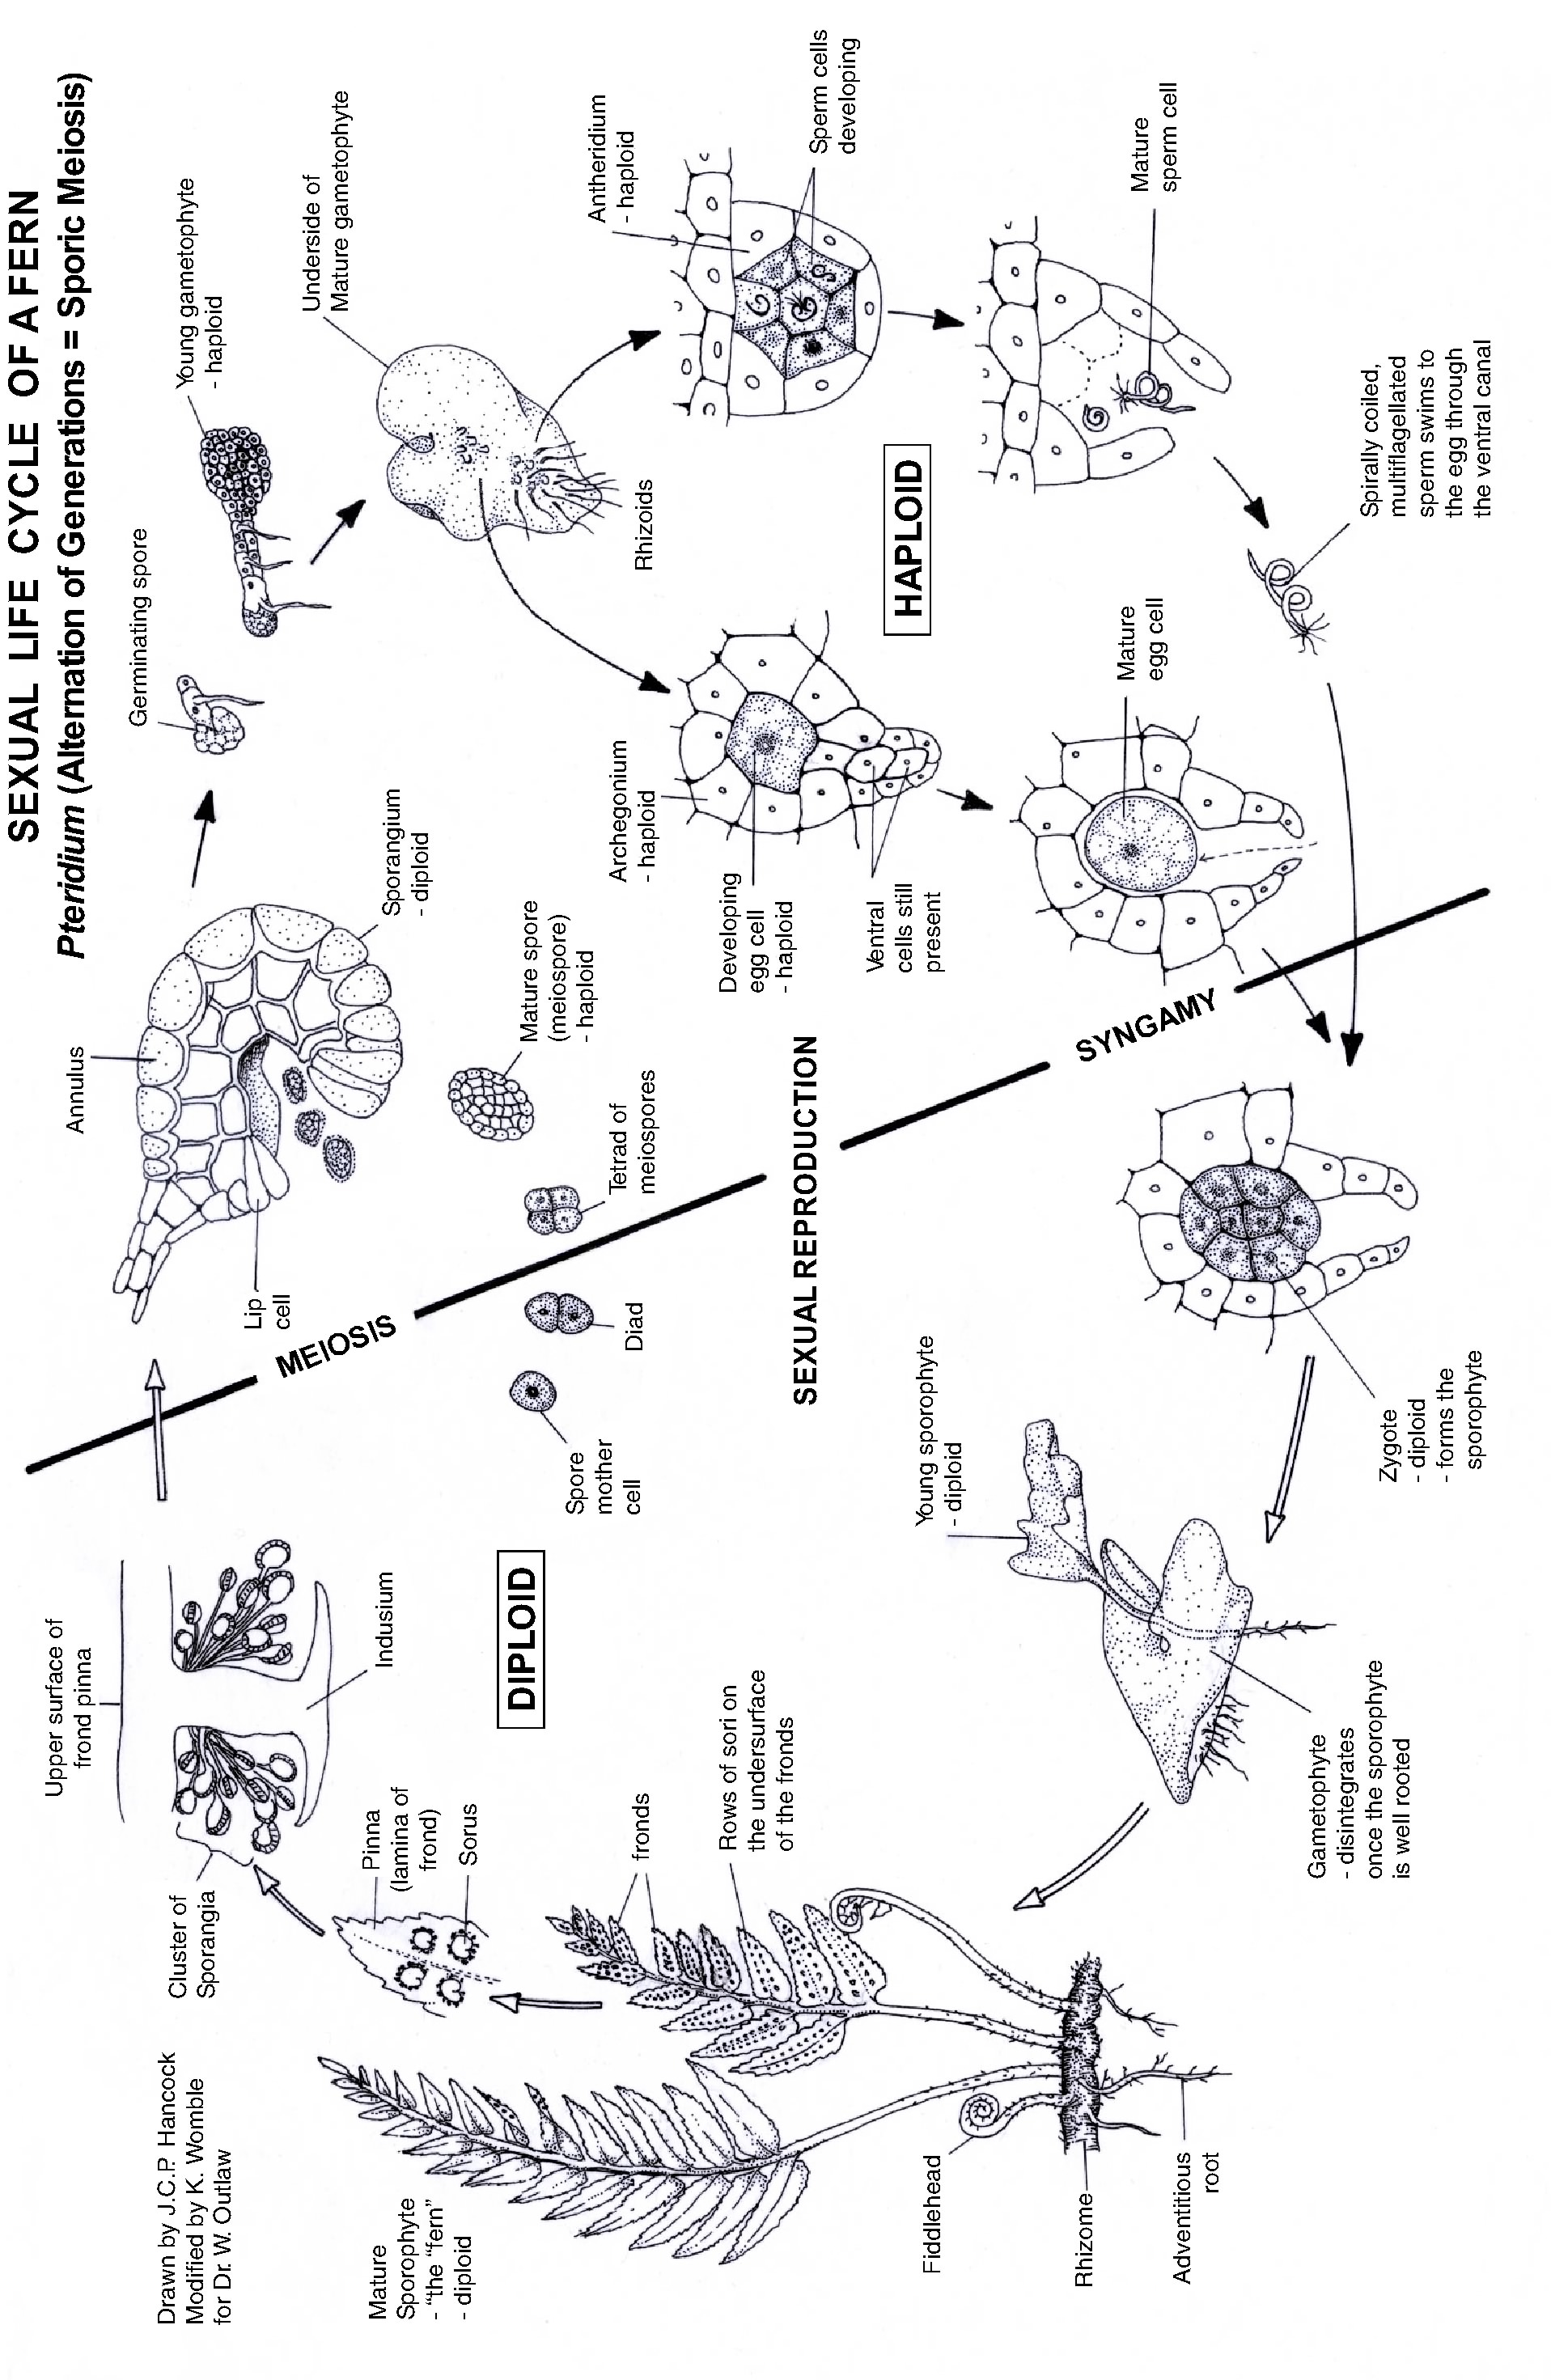 SEXUAL LIFE CYCLE OF A FERN
Pteridium (Alternation of Generations = Sporic Meiosis)
Drawn by J.C.P. Hancock
Modified by K. Womble
for Dr. W. Outlaw
Upper surface of
frond pinna
Cluster of
Sporangia
Indusium
Pinna
(lamina of
frond)
Sorus
Mature
Sporophyte
- "the "fern"
- diploid
fronds
Rows of sori on
the undersurface
of the fronds
Fiddlehead
Rhizome
Adventitious
root
DIPLOID
MEIOSIS
Annulus
Lip
cell
Sporangium
- diploid
Spore
mother
cell
Diad
Tetrad of
meiospores
Mature spore
(meiospore)
- haploid
Germinating spore
Young gametophyte
- haploid
Underside of
Mature gametophyte
Rhizoids
Antheridium
- haploid
Sperm cells
developing
Archegonium
- haploid
Developing
egg cell
- haploid
Ventral
cells still
present
HAPLOID
Mature
sperm cell
Mature
egg cell
Spirally coiled,
multiflagellated
sperm swims to
the egg through
the ventral canal
SEXUAL REPRODUCTION
SYNGAMY
Zygote
- diploid
- forms the
sporophyte
Young sporophyte
- diploid
Gametophyte
- disintegrates
once the sporophyte
is well rooted